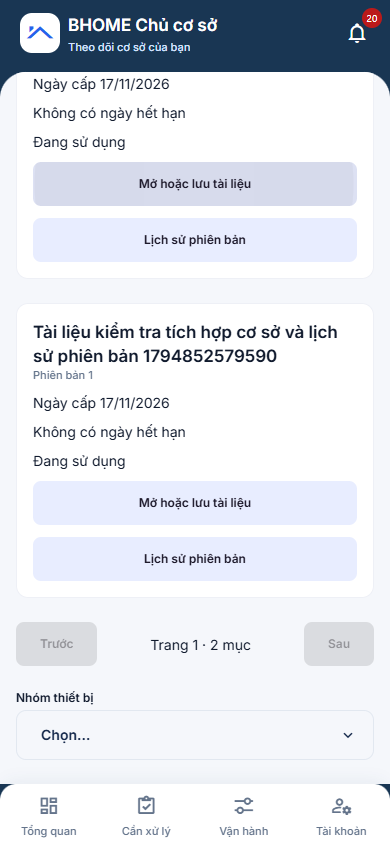 BHOME Chủ cơ sở
20
Theo dõi cơ sở của bạn
Ngày cấp 17/11/2026
Không có ngày hết hạn
Đang sử dụng
Mở hoặc lưu tài liệu
Lịch sử phiên bản
Tài liệu kiểm tra tích hợp cơ sở và lịch
sử phiên bản 1794852579590
Phiên bản 1
Ngày cấp 17/11/2026
Không có ngày hết hạn
Đang sử dụng
Mở hoặc lưu tài liệu
Lịch sử phiên bản
Trước
Trang 1 · 2 mục
Sau
Nhóm thiết bị
Chọn...
Tổng quan
Cần xử lý
Vận hành
Tài khoản